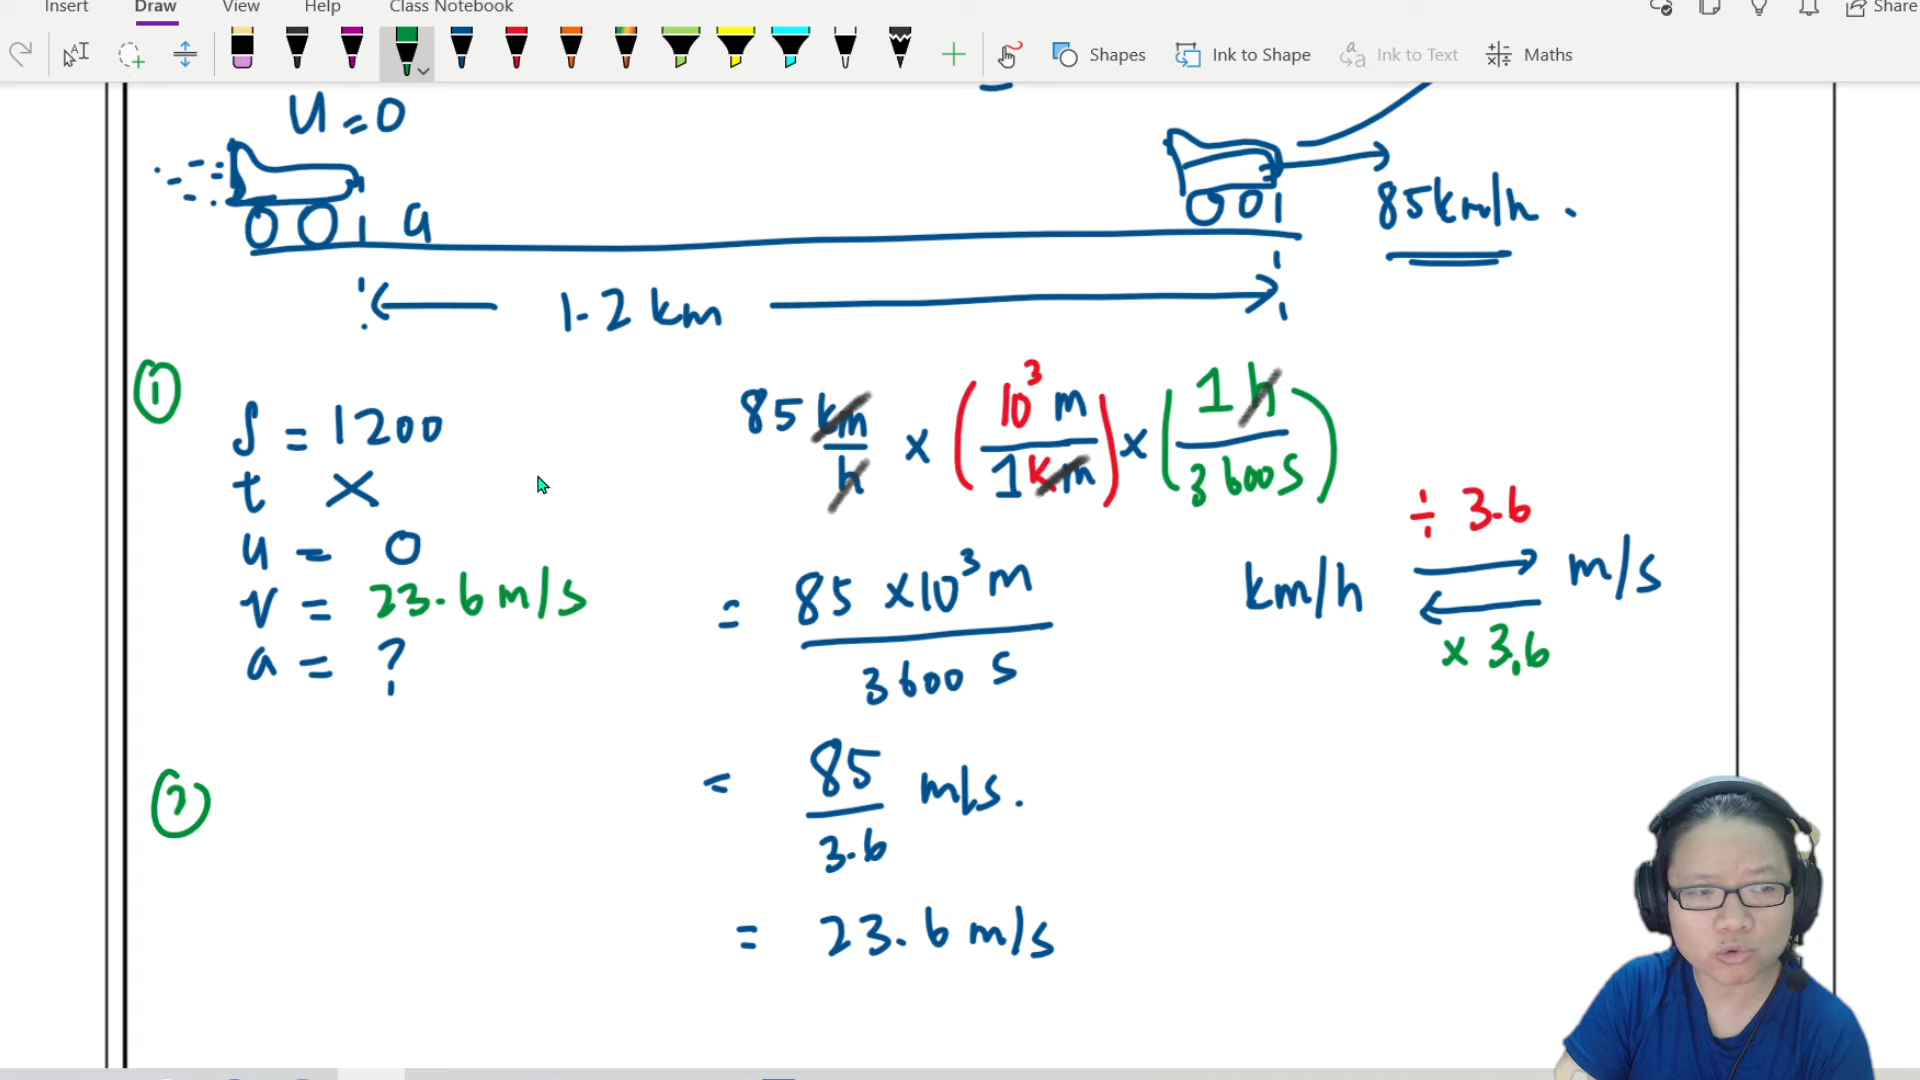 Insert Draw View Help Class Notebook Share
Shapes Ink to Shape Ink to Text Maths
U = 0
a
85 km/h.
1.2 km
①
S = 1200
t ×
u = 0
v = 23.6 m/s
a = ?
85 km/h × (10³ m / 1 km) × (1 h / 3600 s)
= 85 × 10³ m / 3600 s
= 85 / 3.6 m/s.
= 23.6 m/s
÷ 3.6
km/h m/s
× 3.6
②